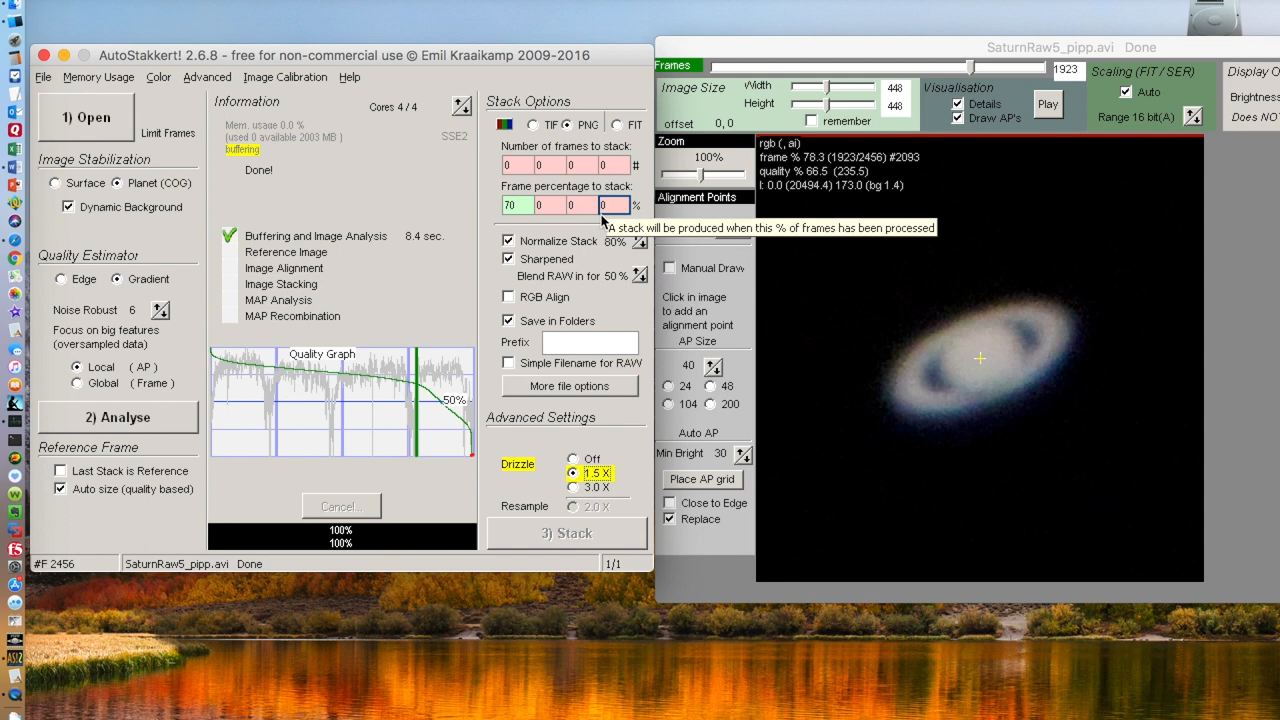 AutoStakkert! 2.6.8 - free for non-commercial use © Emil Kraaikamp 2009-2016
File Memory Usage Color Advanced Image Calibration Help
1) Open
Limit Frames
Image Stabilization
Surface Planet (COG)
Dynamic Background
Quality Estimator
Edge Gradient
Noise Robust 6
Focus on big features
(oversampled data)
Local (AP)
Global (Frame)
2) Analyse
Reference Frame
Last Stack is Reference
Auto size (quality based)
#F 2456
SaturnRaw5_pipp.avi Done
1/1
Information
Cores 4 / 4
Mem. usage 0.0 %
(used 0 available 2003 MB )
SSE2
buffering
Done!
Buffering and Image Analysis 8.4 sec.
Reference Image
Image Alignment
Image Stacking
MAP Analysis
MAP Recombination
Quality Graph
50%
Cancel...
100%
100%
Stack Options
TIF PNG FIT
Number of frames to stack:
0 0 0 0 #
Frame percentage to stack:
70 0 0 0 %
A stack will be produced when this % of frames has been processed
Normalize Stack 80%
Sharpened
Blend RAW in for 50 %
RGB Align
Save in Folders
Prefix
Simple Filename for RAW
More file options
Advanced Settings
Drizzle
Off
1.5 X
3.0 X
Resample 2.0 X
3) Stack
SaturnRaw5_pipp.avi Done
Frames
1923
Image Size
Width 448
Height 448
offset 0, 0
remember
Visualisation
Details
Draw AP's
Play
Scaling (FIT / SER)
Auto
Range 16 bit(A)
Display O
Brightnes
Does NO
Zoom
100%
Alignment Points
Manual Draw
Click in image
to add an
alignment point
AP Size
40
24 48
104 200
Auto AP
Min Bright 30
Place AP grid
Close to Edge
Replace
rgb (, ai)
frame % 78.3 (1923/2456) #2093
quality % 66.5 (235.5)
l: 0.0 (20494.4) 173.0 (bg 1.4)